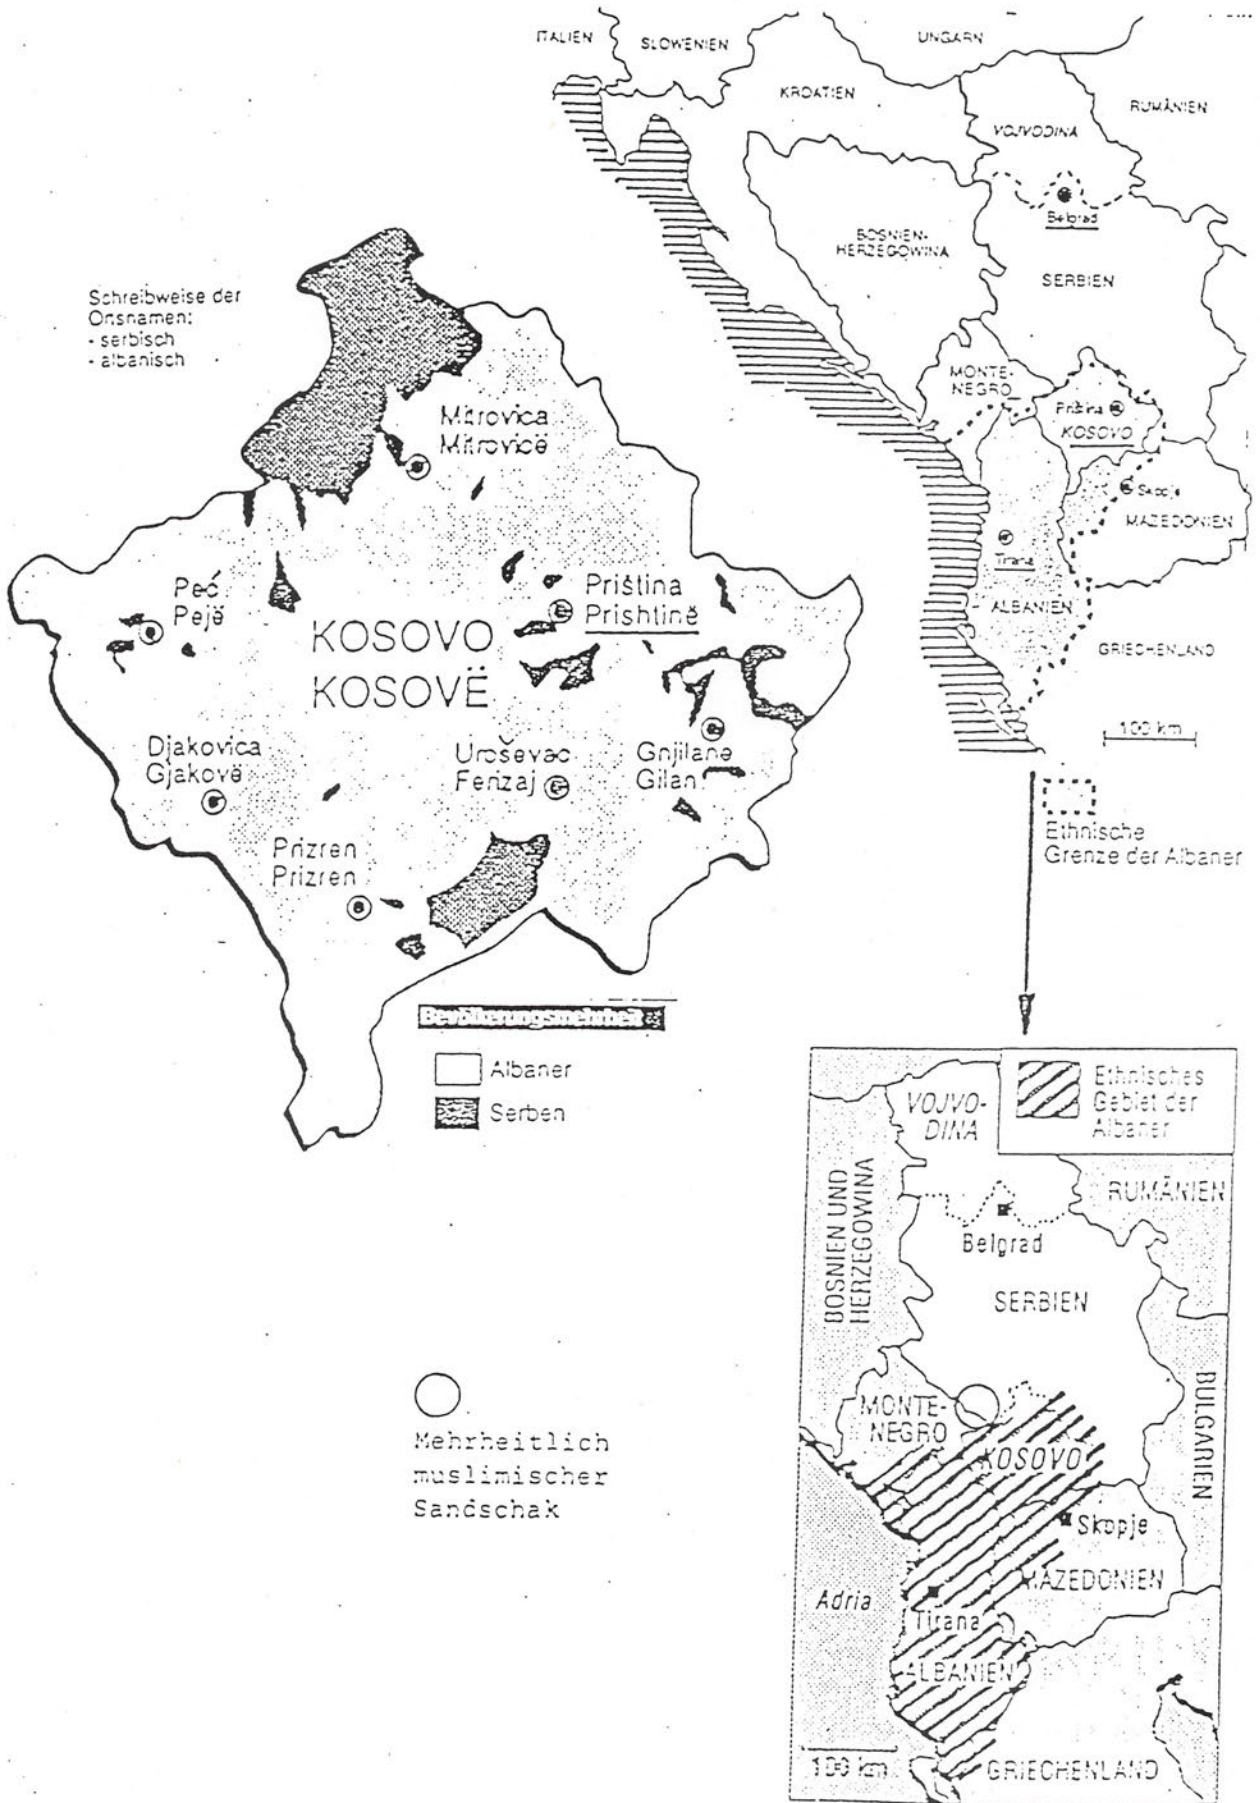 ITALIEN
SLOWENIEN
UNGARN
KROATIEN
RUMÄNIEN
VOJVODINA
Belgrad
BOSNIEN-
HERZEGOWINA
SERBIEN
MONTE-
NEGRO
Priština
KOSOVO
Skopje
MAZEDONIEN
Tirana
ALBANIEN
GRIECHENLAND
100 km
Ethnische
Grenze der Albaner
Schreibweise der
Ortsnamen:
- serbisch
- albanisch
Mitrovica
Mitrovicë
Peć
Pejë
Priština
Prishtinë
KOSOVO
KOSOVË
Djakovica
Gjakovë
Uroševac
Ferizaj
Gnjilane
Gilan
Prizren
Prizren
Bevölkerungsmehrheit
Albaner
Serben
Mehrheitlich
muslimischer
Sandschak
Ethnisches
Gebiet der
Albaner
VOJVO-
DINA
BOSNIEN UND
HERZEGOWINA
RUMÄNIEN
Belgrad
SERBIEN
BULGARIEN
MONTE-
NEGRO
KOSOVO
Skopje
MAZEDONIEN
Adria
Tirana
ALBANIEN
100 km
GRIECHENLAND